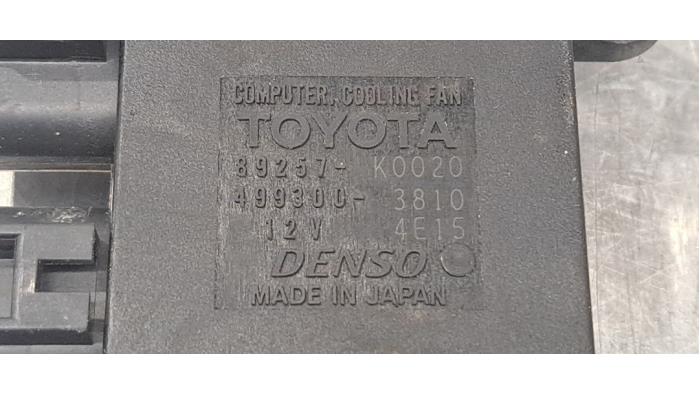 COMPUTER, COOLING FAN
TOYOTA
89257- K0020
499300- 3810
12V 4E15
DENSO
MADE IN JAPAN